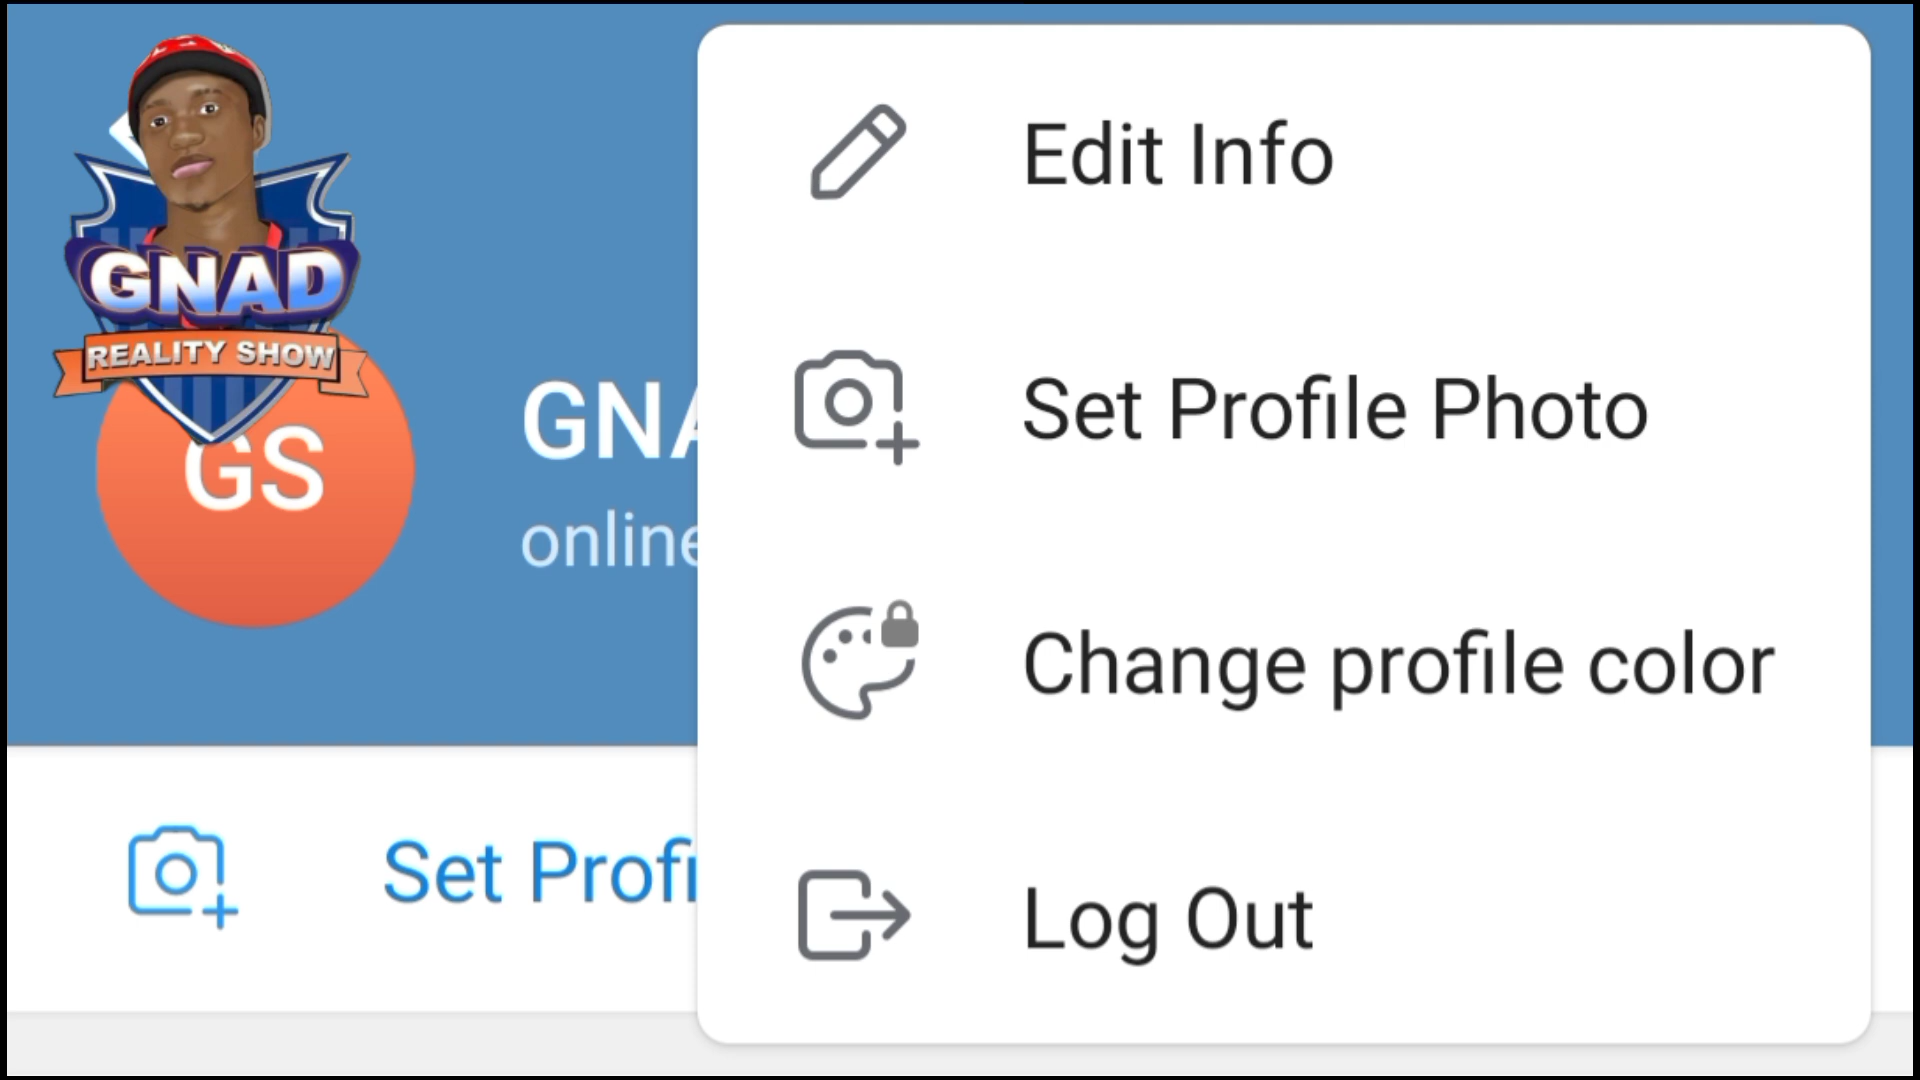 GNAD
REALITY SHOW
GS
GNA
online
Set Profi
Edit Info
Set Profile Photo
Change profile color
Log Out